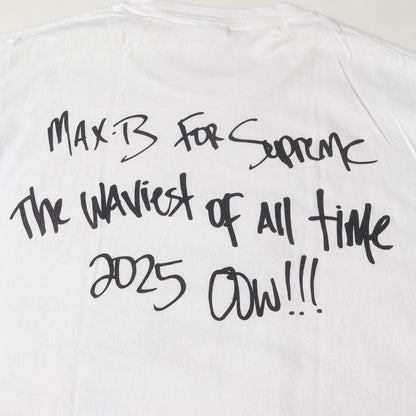 MAX.B FOR Supreme
The WAViEST OF All time
2025 OOW!!!